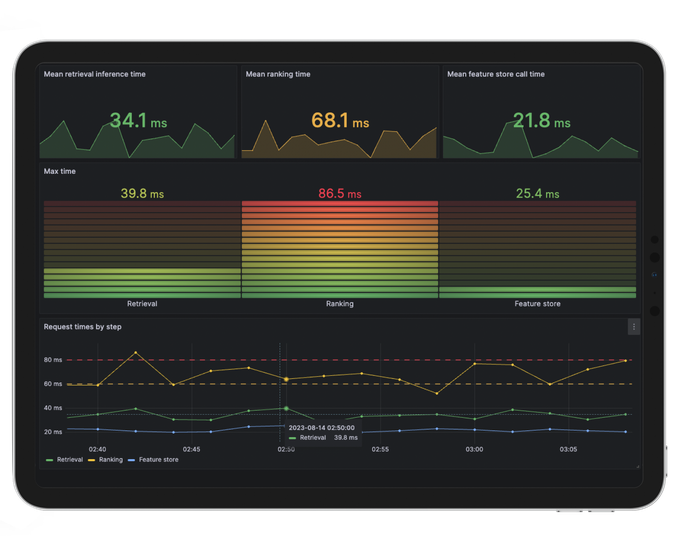 Mean retrieval inference time
Mean ranking time
Mean feature store call time
34.1 ms
68.1 ms
21.8 ms
Max time
39.8 ms
86.5 ms
25.4 ms
Retrieval
Ranking
Feature store
Request times by step
80 ms
60 ms
40 ms
20 ms
2023-08-14 02:50:00
Retrieval 39.8 ms
02:40
02:45
02:50
02:55
03:00
03:05
Retrieval Ranking Feature store